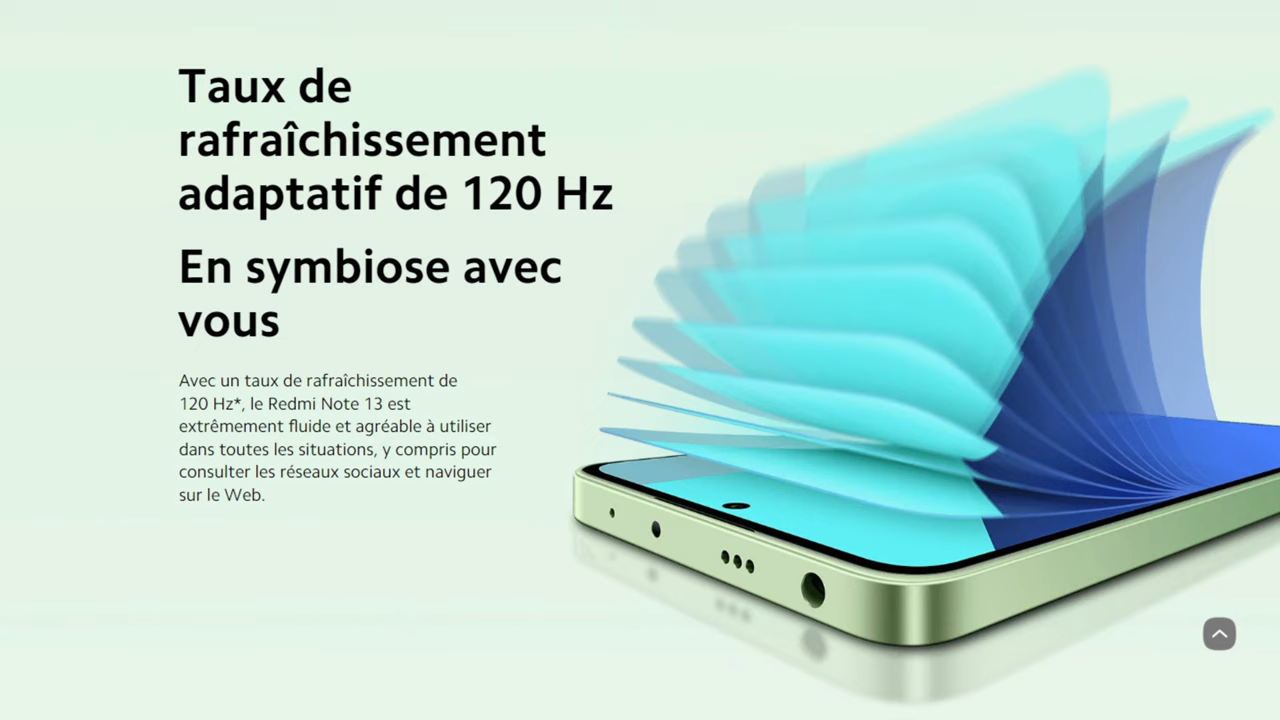 Taux de
rafraîchissement
adaptatif de 120 Hz
En symbiose avec
vous
Avec un taux de rafraîchissement de
120 Hz*, le Redmi Note 13 est
extrêmement fluide et agréable à utiliser
dans toutes les situations, y compris pour
consulter les réseaux sociaux et naviguer
sur le Web.